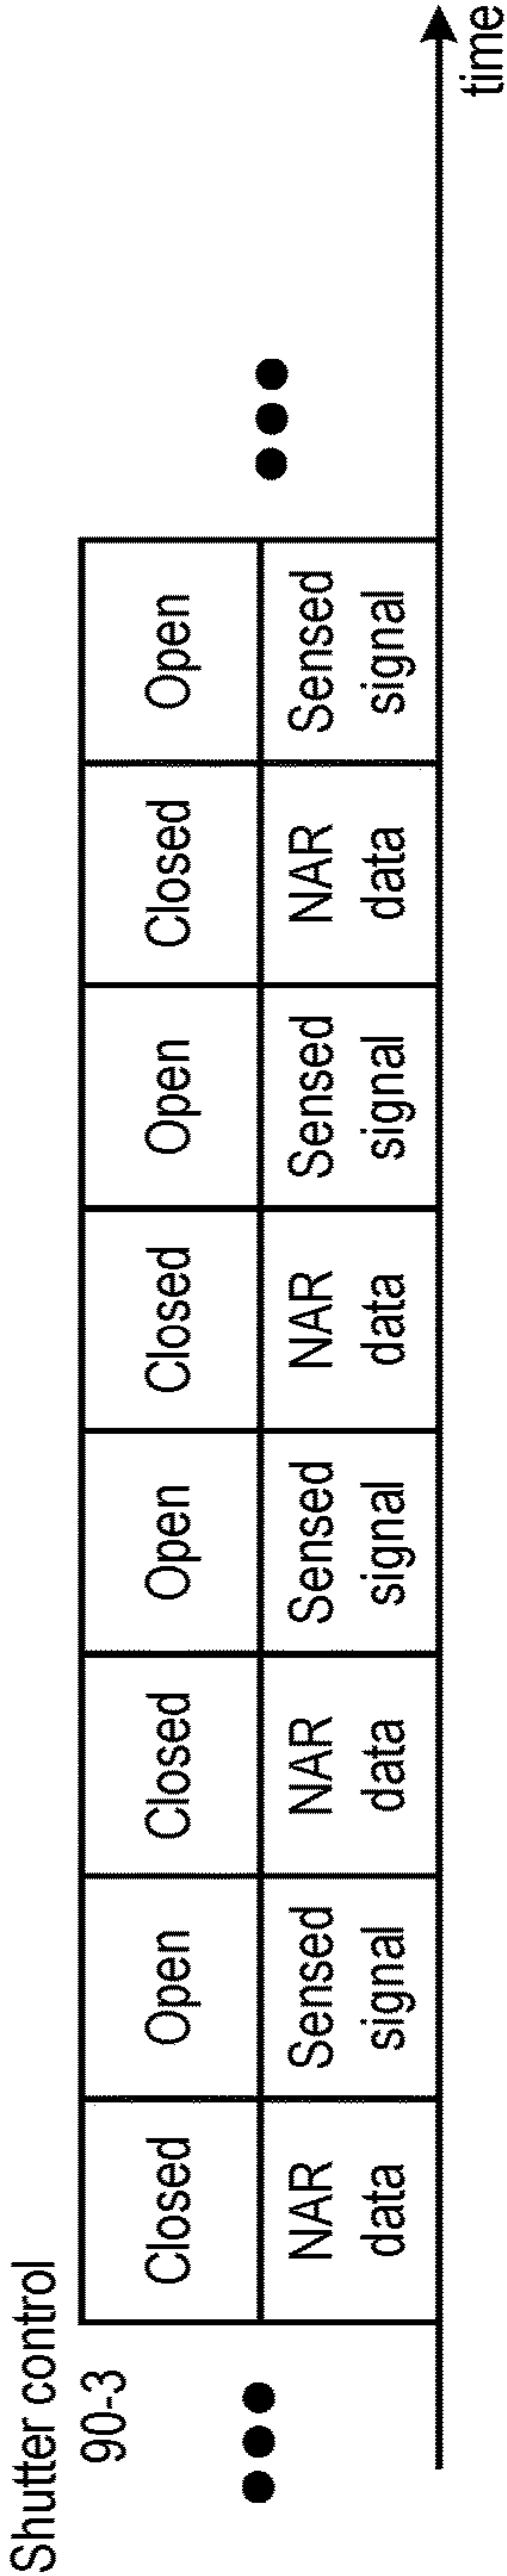 Shutter control
90-3
Closed
Open
Closed
Open
Closed
Open
Closed
Open
NAR
data
Sensed
signal
NAR
data
Sensed
signal
NAR
data
Sensed
signal
NAR
data
Sensed
signal
time